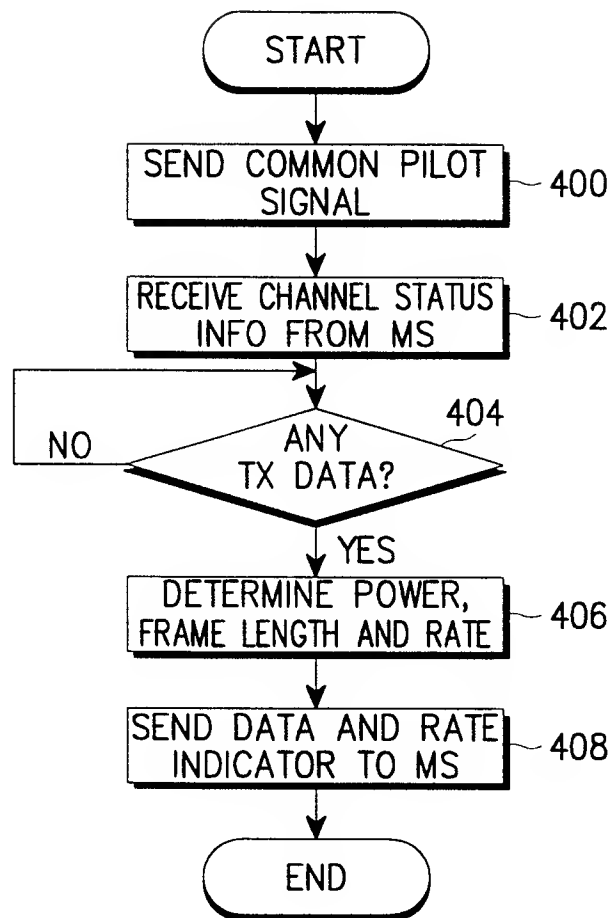 START
SEND COMMON PILOT
SIGNAL
400
RECEIVE CHANNEL STATUS
INFO FROM MS
402
404
ANY
TX DATA?
NO
YES
DETERMINE POWER,
FRAME LENGTH AND RATE
406
SEND DATA AND RATE
INDICATOR TO MS
408
END